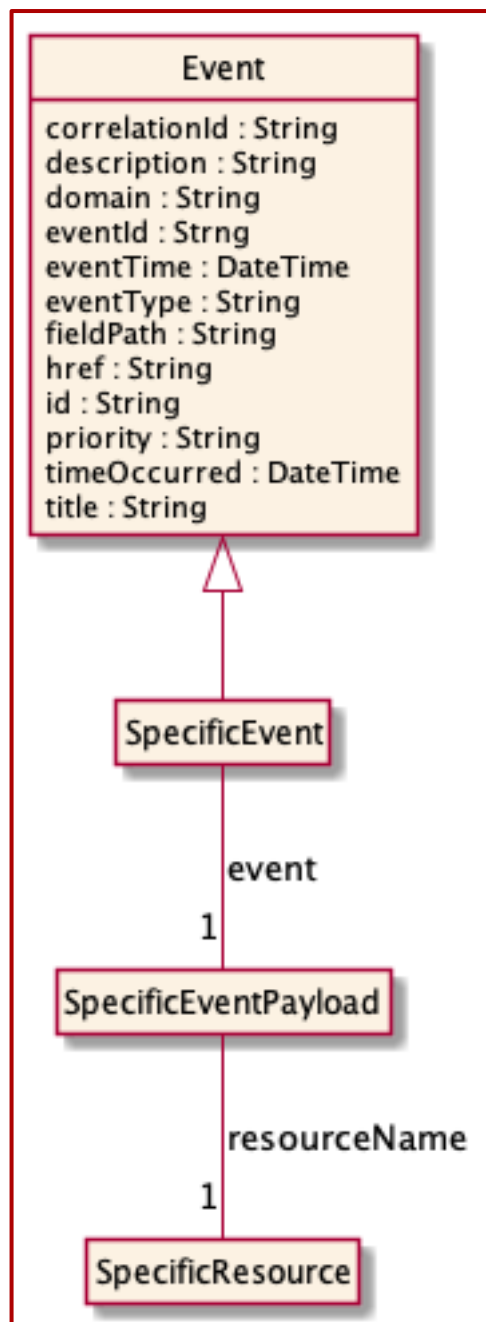 Event
correlationId : String
description : String
domain : String
eventId : Strng
eventTime : DateTime
eventType : String
fieldPath : String
href : String
id : String
priority : String
timeOccurred : DateTime
title : String
SpecificEvent
event
1
SpecificEventPayload
resourceName
1
SpecificResource